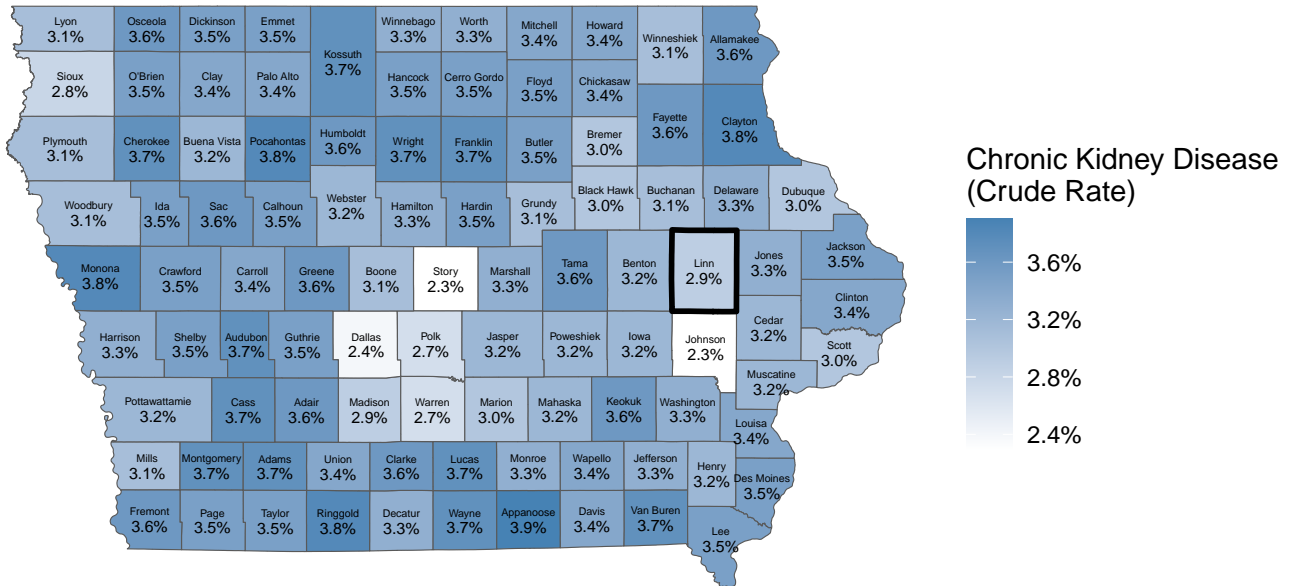 Lyon
3.1%
Osceola
3.6%
Dickinson
3.5%
Emmet
3.5%
Kossuth
3.7%
Winnebago
3.3%
Worth
3.3%
Mitchell
3.4%
Howard
3.4%
Winneshiek
3.1%
Allamakee
3.6%
Sioux
2.8%
O'Brien
3.5%
Clay
3.4%
Palo Alto
3.4%
Hancock
3.5%
Cerro Gordo
3.5%
Floyd
3.5%
Chickasaw
3.4%
Fayette
3.6%
Clayton
3.8%
Plymouth
3.1%
Cherokee
3.7%
Buena Vista
3.2%
Pocahontas
3.8%
Humboldt
3.6%
Wright
3.7%
Franklin
3.7%
Butler
3.5%
Bremer
3.0%
Woodbury
3.1%
Ida
3.5%
Sac
3.6%
Calhoun
3.5%
Webster
3.2%
Hamilton
3.3%
Hardin
3.5%
Grundy
3.1%
Black Hawk
3.0%
Buchanan
3.1%
Delaware
3.3%
Dubuque
3.0%
Monona
3.8%
Crawford
3.5%
Carroll
3.4%
Greene
3.6%
Boone
3.1%
Story
2.3%
Marshall
3.3%
Tama
3.6%
Benton
3.2%
Linn
2.9%
Jones
3.3%
Jackson
3.5%
Clinton
3.4%
Harrison
3.3%
Shelby
3.5%
Audubon
3.7%
Guthrie
3.5%
Dallas
2.4%
Polk
2.7%
Jasper
3.2%
Poweshiek
3.2%
Iowa
3.2%
Johnson
2.3%
Cedar
3.2%
Scott
3.0%
Muscatine
3.2%
Pottawattamie
3.2%
Cass
3.7%
Adair
3.6%
Madison
2.9%
Warren
2.7%
Marion
3.0%
Mahaska
3.2%
Keokuk
3.6%
Washington
3.3%
Louisa
3.4%
Mills
3.1%
Montgomery
3.7%
Adams
3.7%
Union
3.4%
Clarke
3.6%
Lucas
3.7%
Monroe
3.3%
Wapello
3.4%
Jefferson
3.3%
Henry
3.2%
Des Moines
3.5%
Fremont
3.6%
Page
3.5%
Taylor
3.5%
Ringgold
3.8%
Decatur
3.3%
Wayne
3.7%
Appanoose
3.9%
Davis
3.4%
Van Buren
3.7%
Lee
3.5%
Chronic Kidney Disease
(Crude Rate)
3.6%
3.2%
2.8%
2.4%